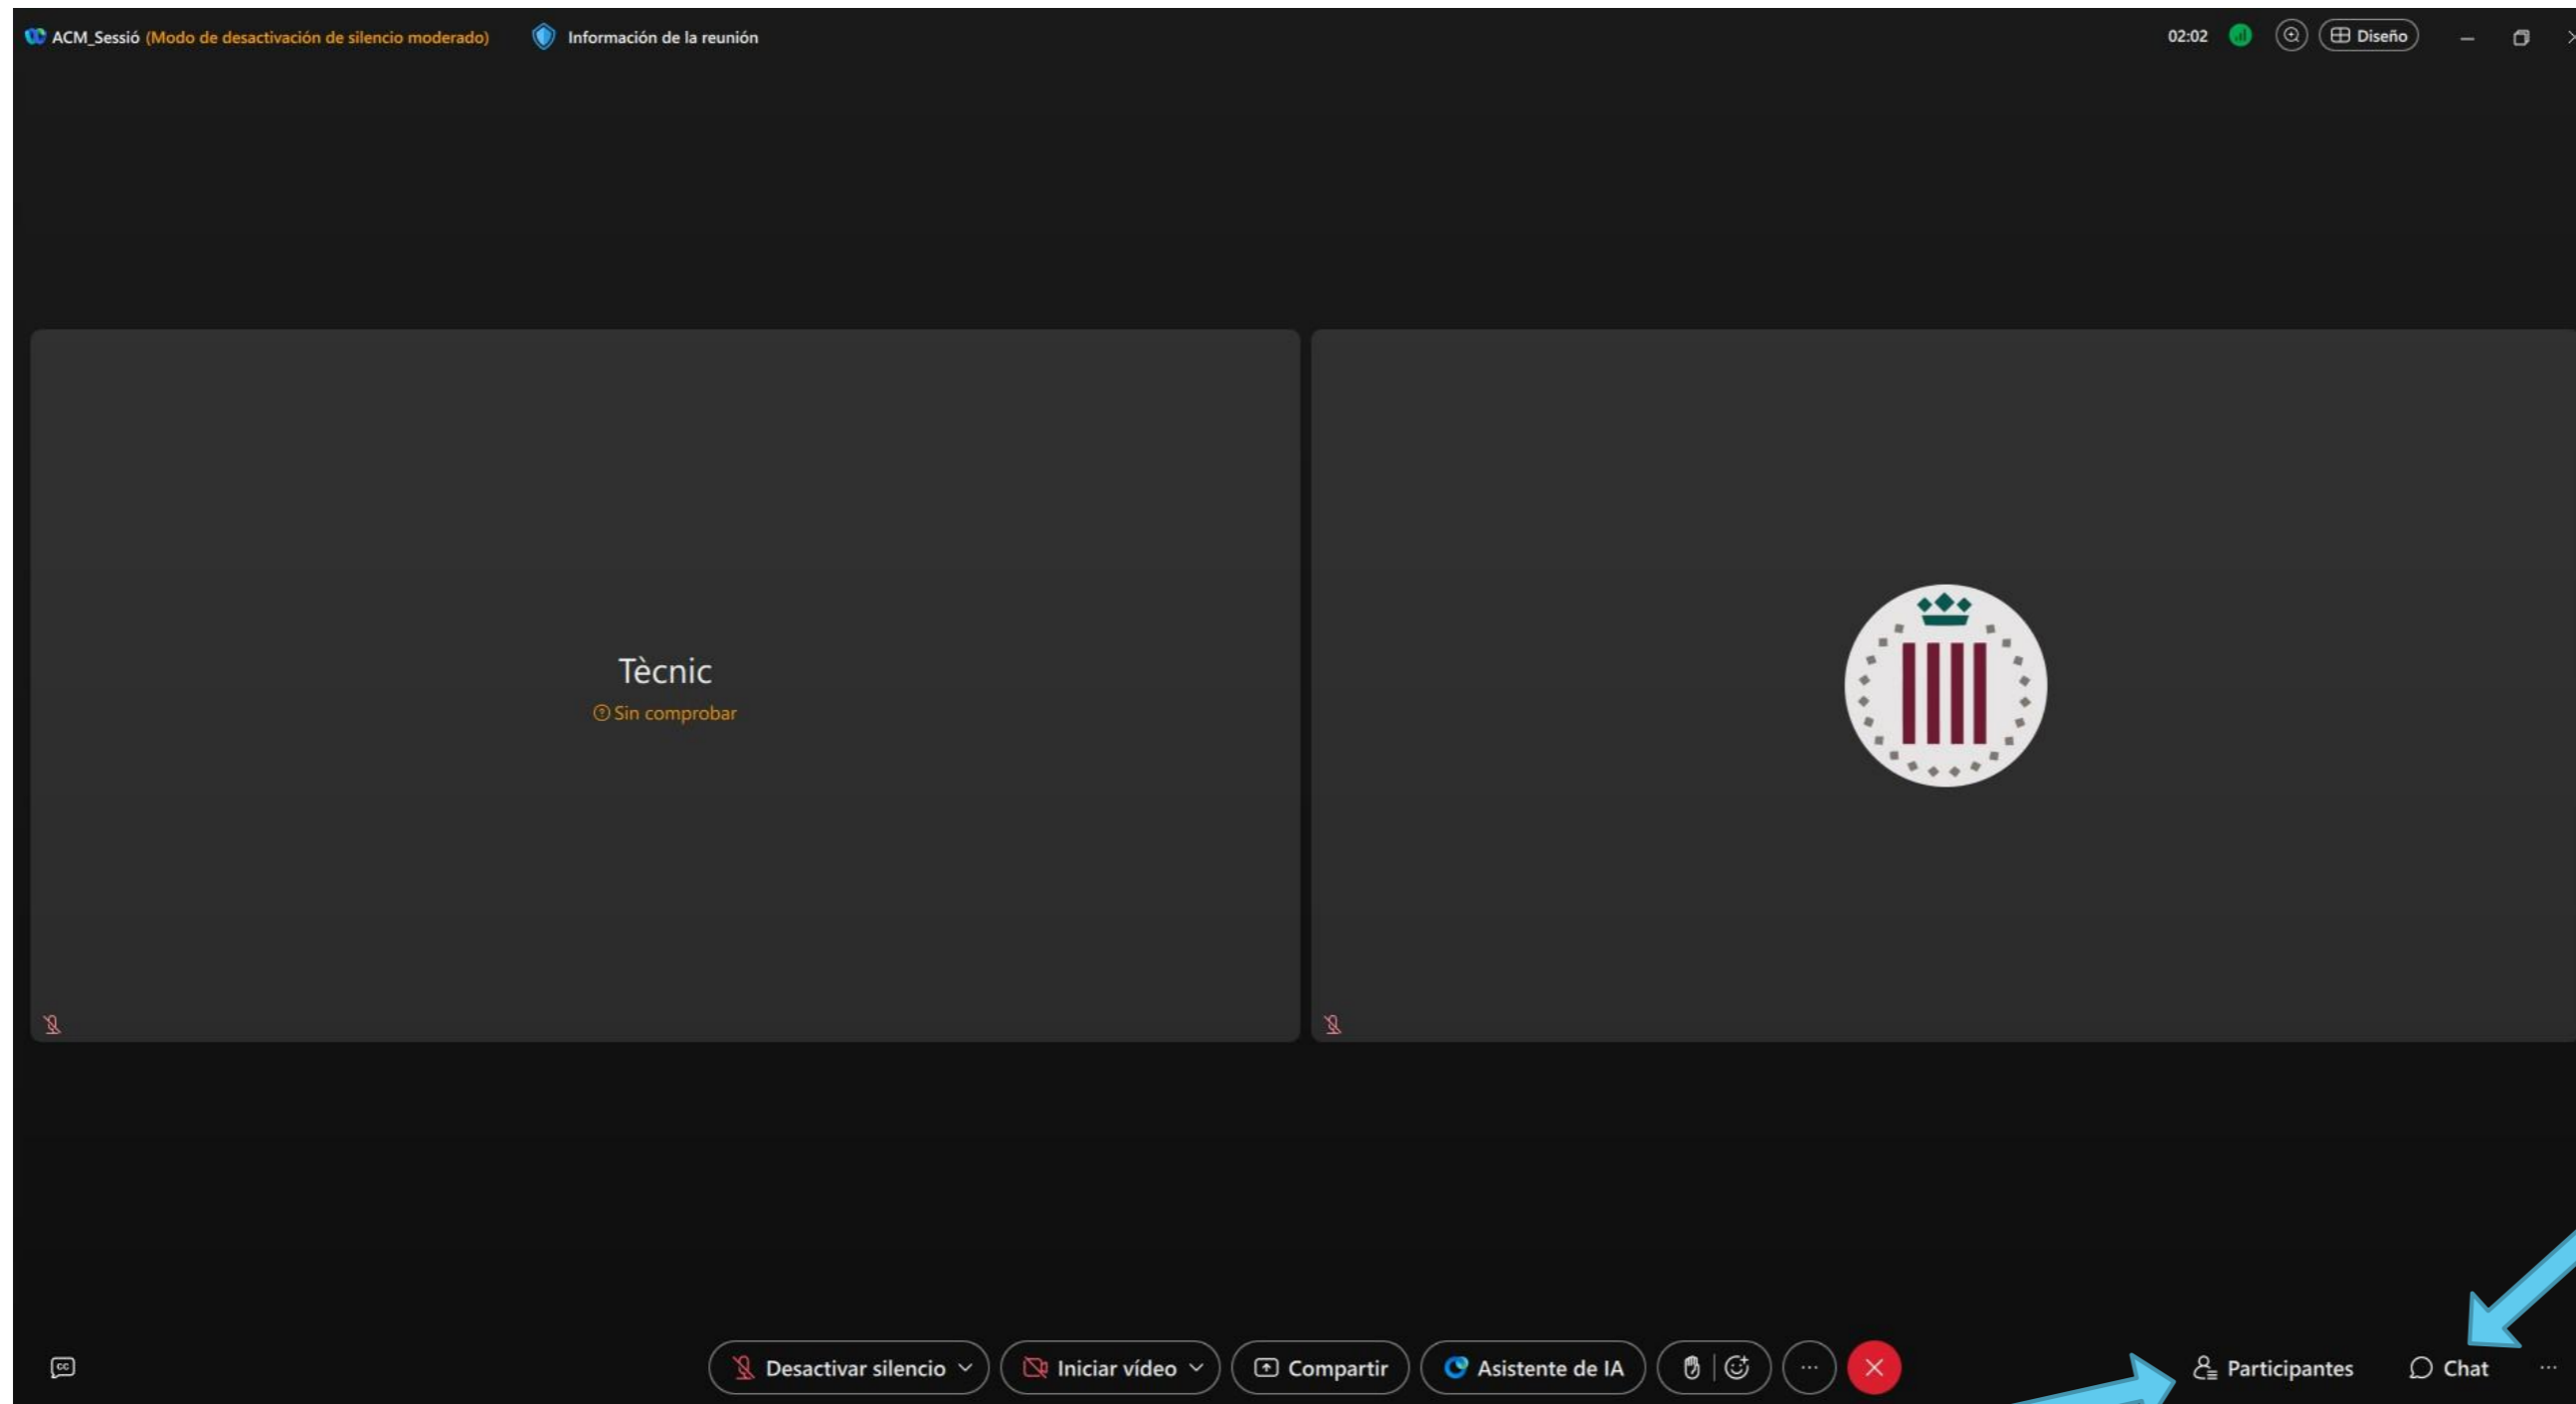 ACM_Sessió (Modo de desactivación de silencio moderado)
Información de la reunión
02:02
Diseño
Tècnic
Sin comprobar
CC
Desactivar silencio
Iniciar vídeo
Compartir
Asistente de IA
Participantes
Chat